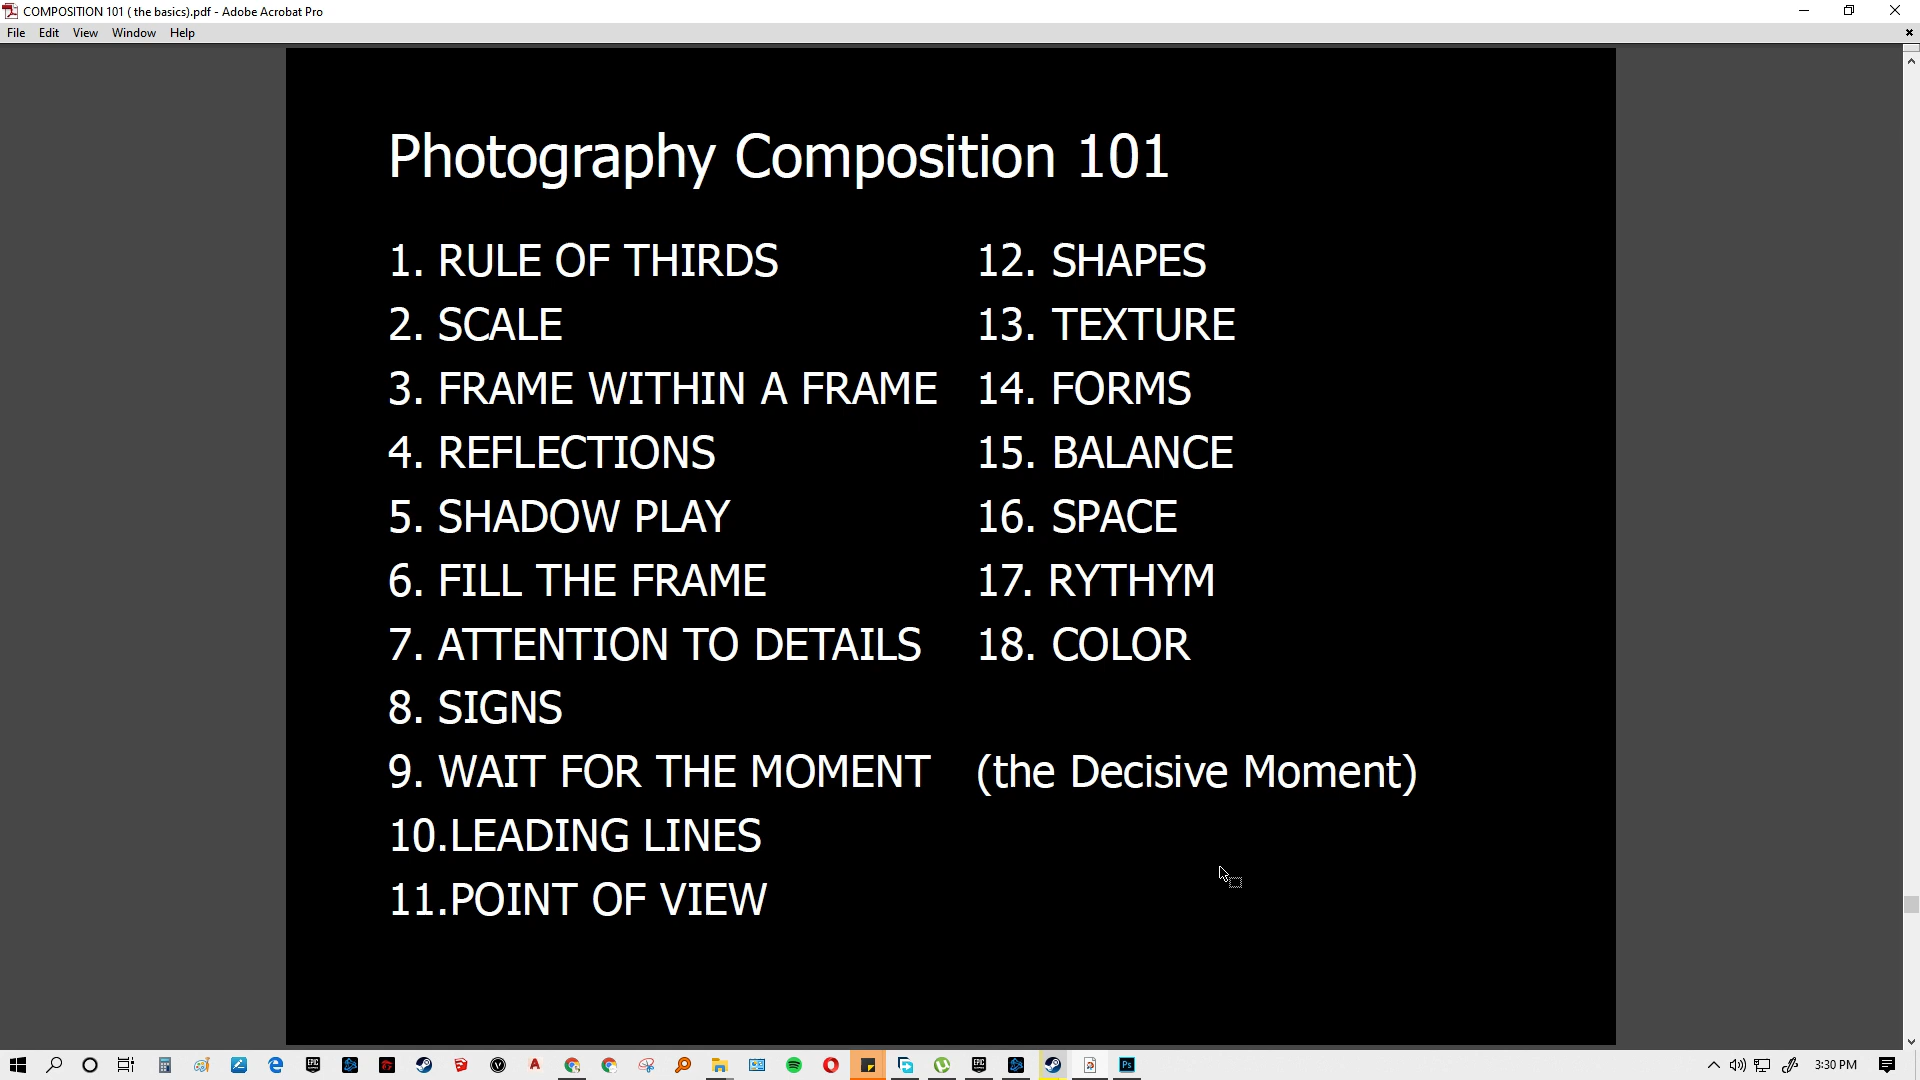 COMPOSITION 101 ( the basics).pdf - Adobe Acrobat Pro
File Edit View Window Help
Photography Composition 101
1. RULE OF THIRDS
2. SCALE
3. FRAME WITHIN A FRAME
4. REFLECTIONS
5. SHADOW PLAY
6. FILL THE FRAME
7. ATTENTION TO DETAILS
8. SIGNS
9. WAIT FOR THE MOMENT (the Decisive Moment)
10.LEADING LINES
11.POINT OF VIEW
12. SHAPES
13. TEXTURE
14. FORMS
15. BALANCE
16. SPACE
17. RYTHYM
18. COLOR
3:30 PM